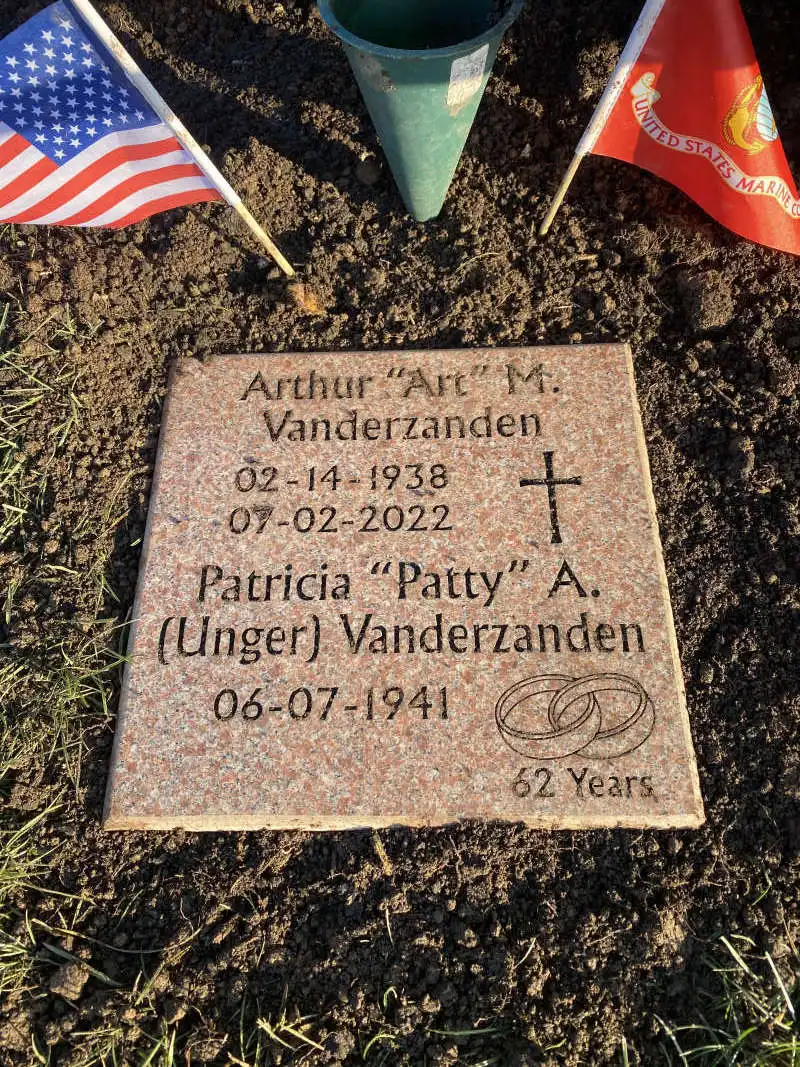 UNITED STATES MARINE CO
Arthur "Art" M.
Vanderzanden
02-14-1938
07-02-2022
Patricia "Patty" A.
(Unger) Vanderzanden
06-07-1941
62 Years